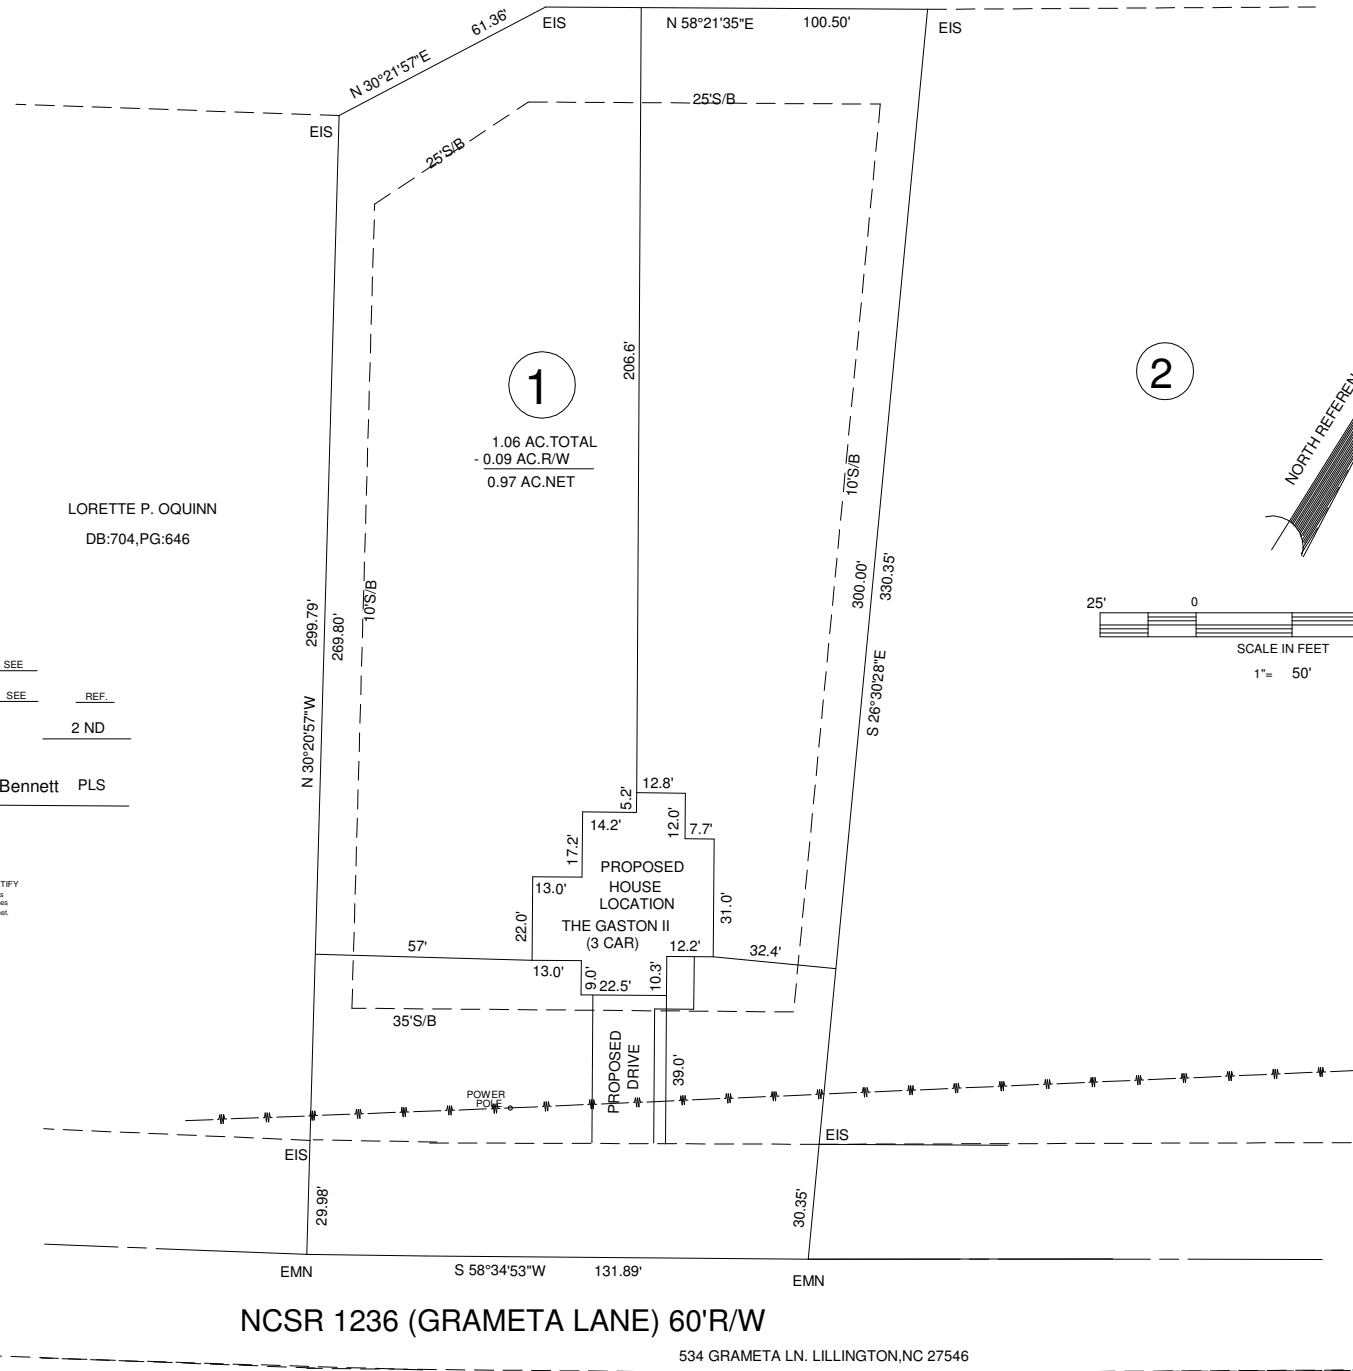 61.36'
EIS
N 58°21'35"E
100.50'
EIS
N 30°21'57"E
25'S/B
EIS
25'S/B
206.6'
1
2
1.06 AC.TOTAL
- 0.09 AC.R/W
0.97 AC.NET
10'S/B
LORETTE P. OQUINN
DB:704,PG:646
NORTH
300.00'
330.35'
10'S/B
299.79'
269.80'
25'
0
SCALE IN FEET
1"= 50'
SEE
SEE
REF.
2 ND
S 26°30'28"E
N 30°20'57"W
Bennett PLS
5.2'
12.8'
14.2'
12.0'
7.7'
17.2'
PROPOSED
HOUSE
LOCATION
THE GASTON II
(3 CAR)
13.0'
22.0'
31.0'
57'
12.2'
32.4'
13.0'
9.0'
22.5'
10.3'
35'S/B
PROPOSED
DRIVE
39.0'
POWER
POLE
EIS
EIS
29.98'
30.35'
EMN
S 58°34'53"W
131.89'
EMN
NCSR 1236 (GRAMETA LANE) 60'R/W
534 GRAMETA LN. LILLINGTON,NC 27546